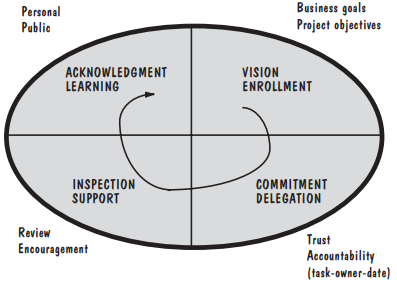 Personal
Public
Business goals
Project objectives
ACKNOWLEDGMENT
LEARNING
VISION
ENROLLMENT
INSPECTION
SUPPORT
COMMITMENT
DELEGATION
Review
Encouragement
Trust
Accountability
(task-owner-date)